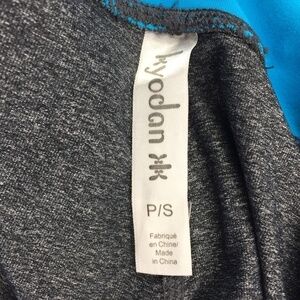 kyodan
P/S
Fabriqué
en Chine/
Made
in China